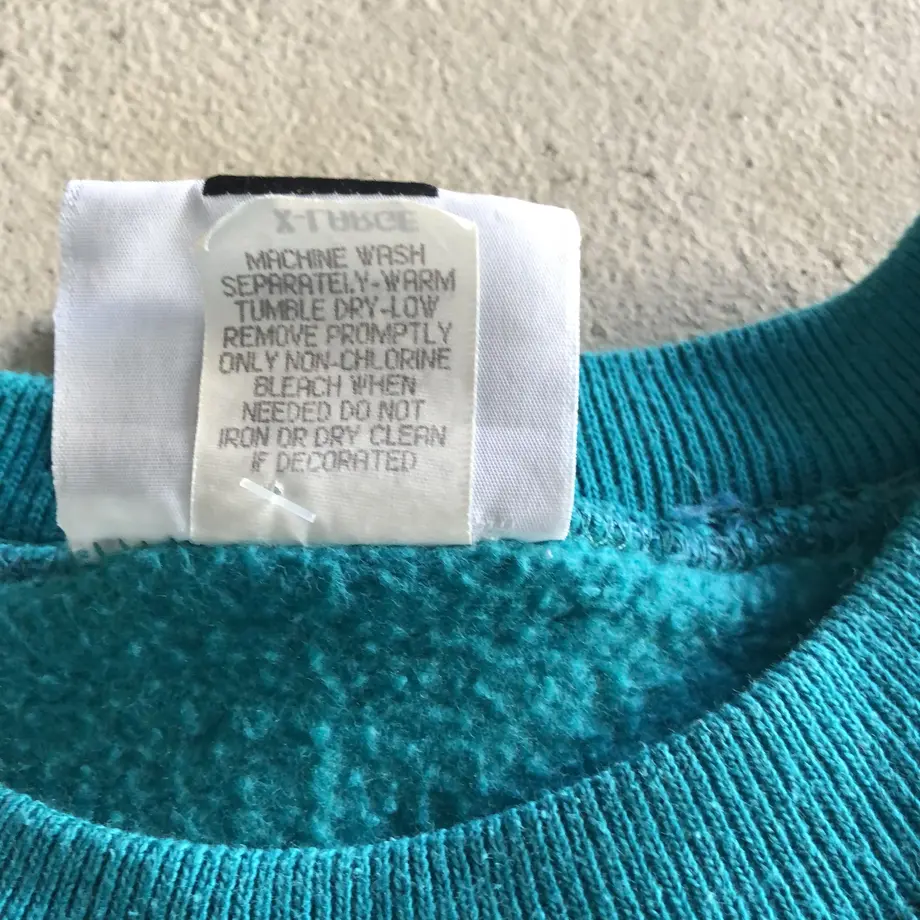 X-LARGE
MACHINE WASH
SEPARATELY-WARM
TUMBLE DRY-LOW
REMOVE PROMPTLY
ONLY NON-CHLORINE
BLEACH WHEN
NEEDED DO NOT
IRON OR DRY CLEAN
IF DECORATED